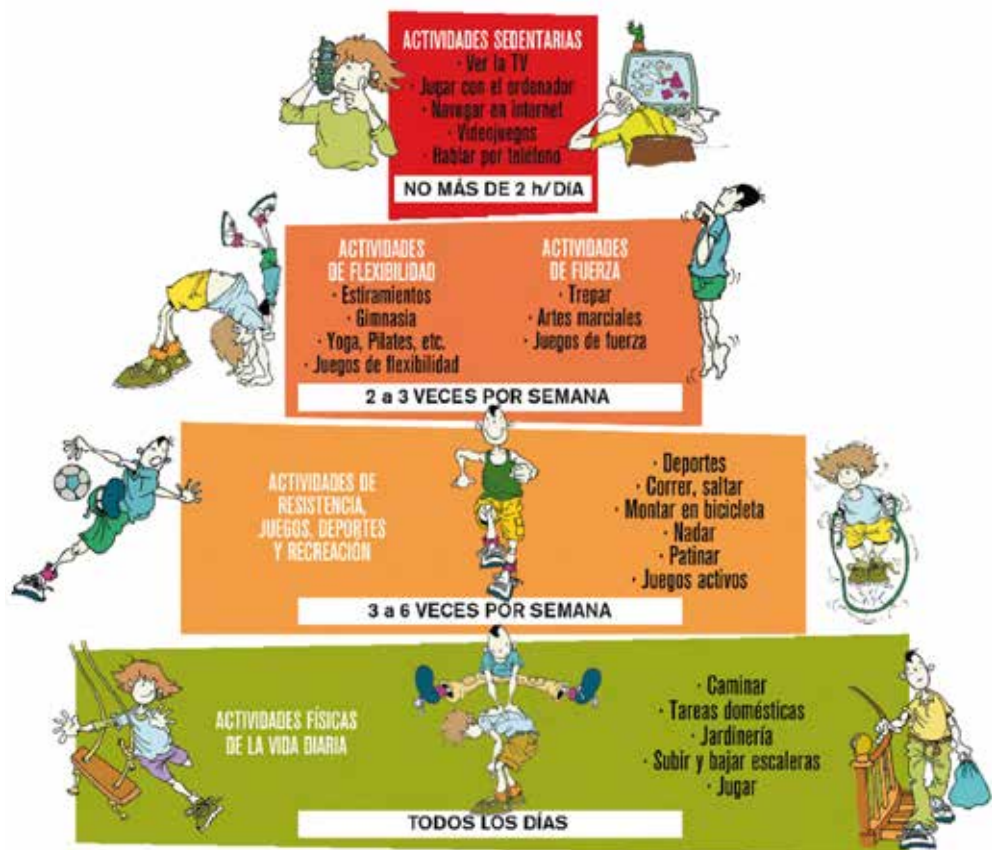 ACTIVIDADES SEDENTARIAS
· Ver la TV
· Jugar con el ordenador
· Navegar en internet
· Videojuegos
· Hablar por teléfono
NO MÁS DE 2 h/DÍA
ACTIVIDADES
DE FLEXIBILIDAD
· Estiramientos
· Gimnasia
· Yoga, Pilates, etc.
· Juegos de flexibilidad
ACTIVIDADES
DE FUERZA
· Trepar
· Artes marciales
· Juegos de fuerza
2 a 3 VECES POR SEMANA
ACTIVIDADES DE
RESISTENCIA,
JUEGOS, DEPORTES
Y RECREACIÓN
· Deportes
· Correr, saltar
· Montar en bicicleta
· Nadar
· Patinar
· Juegos activos
3 a 6 VECES POR SEMANA
ACTIVIDADES FÍSICAS
DE LA VIDA DIARIA
· Caminar
· Tareas domésticas
· Jardinería
· Subir y bajar escaleras
· Jugar
TODOS LOS DÍAS